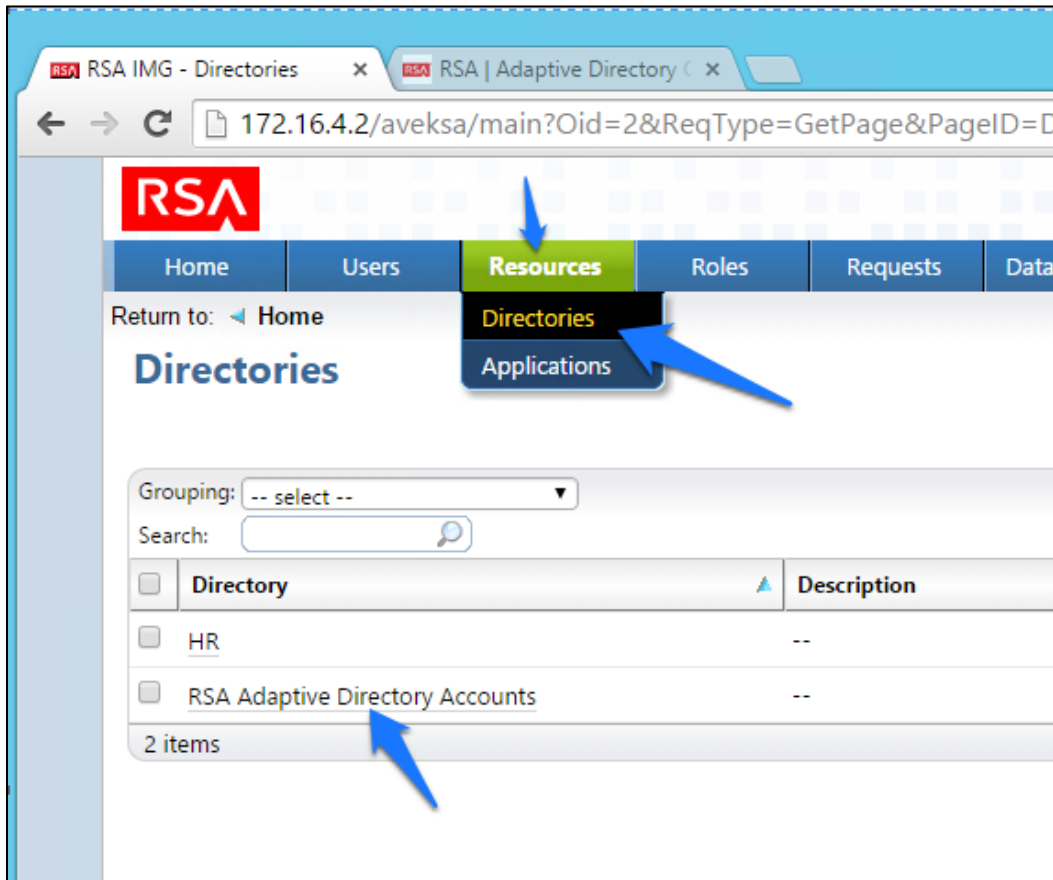 RSA RSA IMG - Directories × RSA RSA | Adaptive Directory ×
172.16.4.2/aveksa/main?Oid=2&ReqType=GetPage&PageID=D
RSA
Home Users Resources Roles Requests Data
Return to: Home
Directories
Applications
Directories
Grouping: -- select --
Search:
Directory Description
HR --
RSA Adaptive Directory Accounts --
2 items